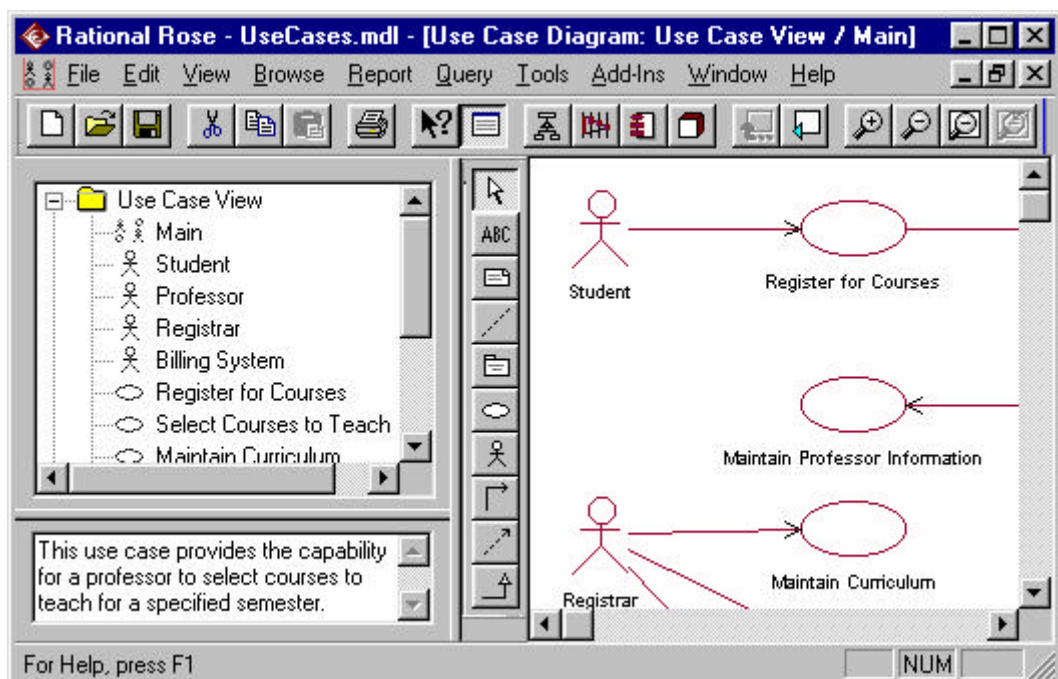 Rational Rose - UseCases.mdl - [Use Case Diagram: Use Case View / Main]
File Edit View Browse Report Query Tools Add-Ins Window Help
Use Case View
Main
Student
Professor
Registrar
Billing System
Register for Courses
Select Courses to Teach
Maintain Curriculum
This use case provides the capability
for a professor to select courses to
teach for a specified semester.
ABC
Student
Register for Courses
Maintain Professor Information
Registrar
Maintain Curriculum
For Help, press F1
NUM